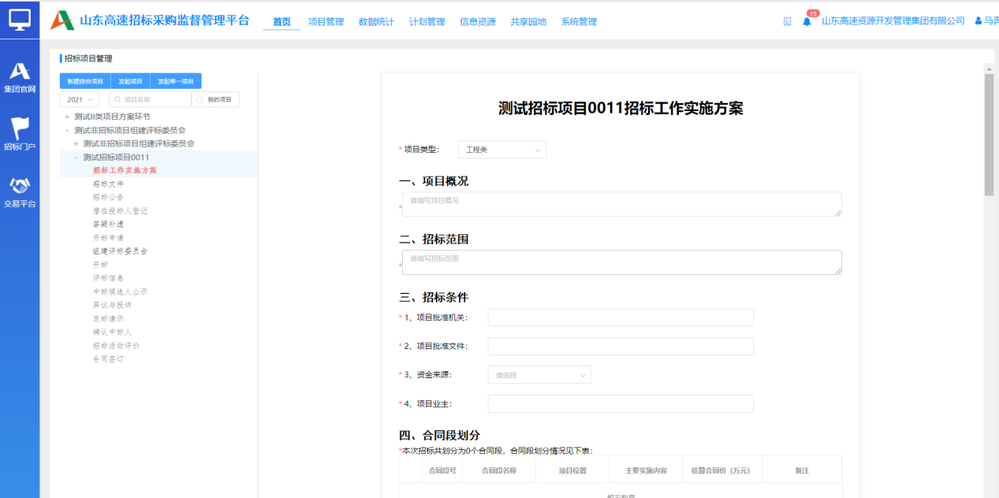 山东高速招标采购监督管理平台
首页 项目管理 数据统计 计划管理 信息资源 共享园地 系统管理
15
山东高速资源开发管理集团有限公司
集团官网
招标门户
交易平台
招标项目管理
新建综合项目 发起项目 发起单一项目
2021 项目名称 我的项目
+ 测试II类项目方案环节
- 测试非招标项目组建评标委员会
+ 测试非招标项目组建评标委员会
- 测试招标项目0011
招标工作实施方案
招标文件
招标公告
潜在投标人登记
答疑补遗
开标申请
组建评标委员会
开标
评标信息
中标候选人公示
异议与投诉
定标请示
确认中标人
招标活动评价
合同签订
测试招标项目0011招标工作实施方案
* 项目类型: 工程类
一、项目概况
* 请填写项目概况
二、招标范围
* 请填写招标范围
三、招标条件
* 1、项目批准机关:
* 2、项目批准文件:
* 3、资金来源: 请选择
* 4、项目业主:
四、合同段划分
*本次招标共划分为0个合同段，合同段划分情况见下表:
合同段号 合同段名称 项目位置 主要实施内容 估算合同价（万元） 备注